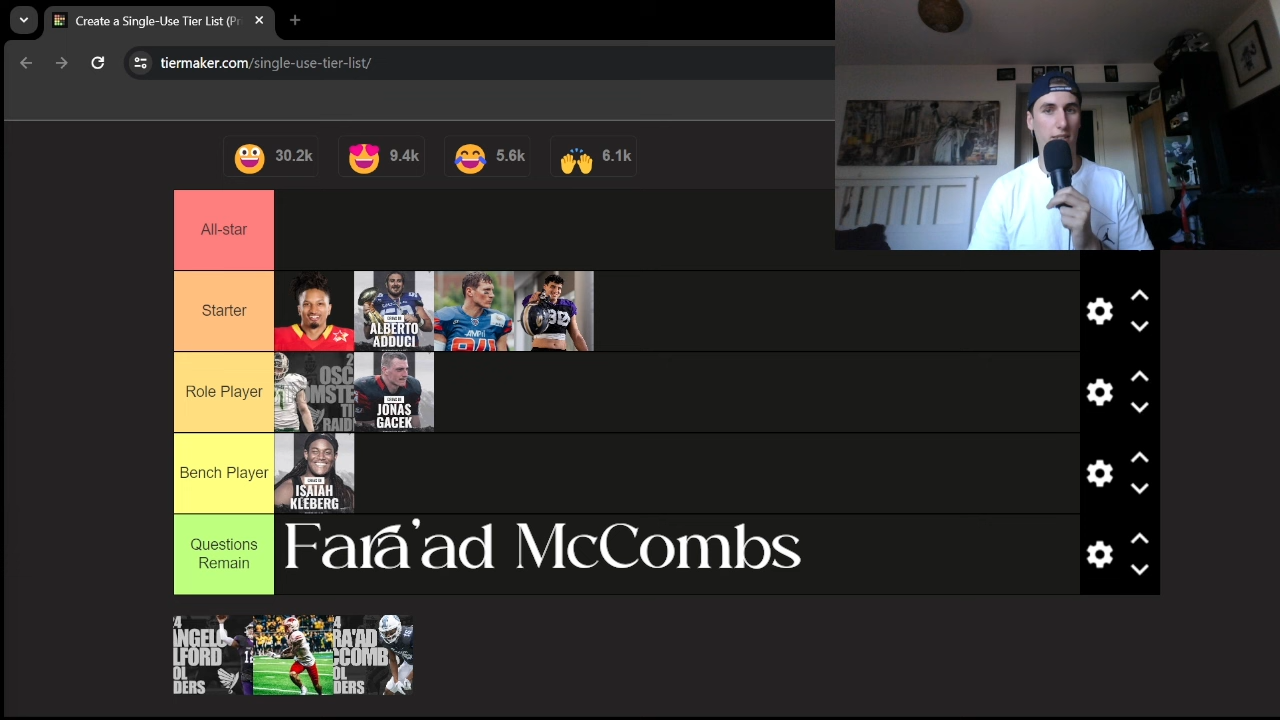 Create a Single-Use Tier List (Pr
tiermaker.com/single-use-tier-list/
30.2k
9.4k
5.6k
6.1k
All-star
Starter
ALBERTO
ADDUCI
Role Player
JONAS
GACEK
Bench Player
ISAIAH
KLEBERG
Questions
Remain
Fara'ad McCombs